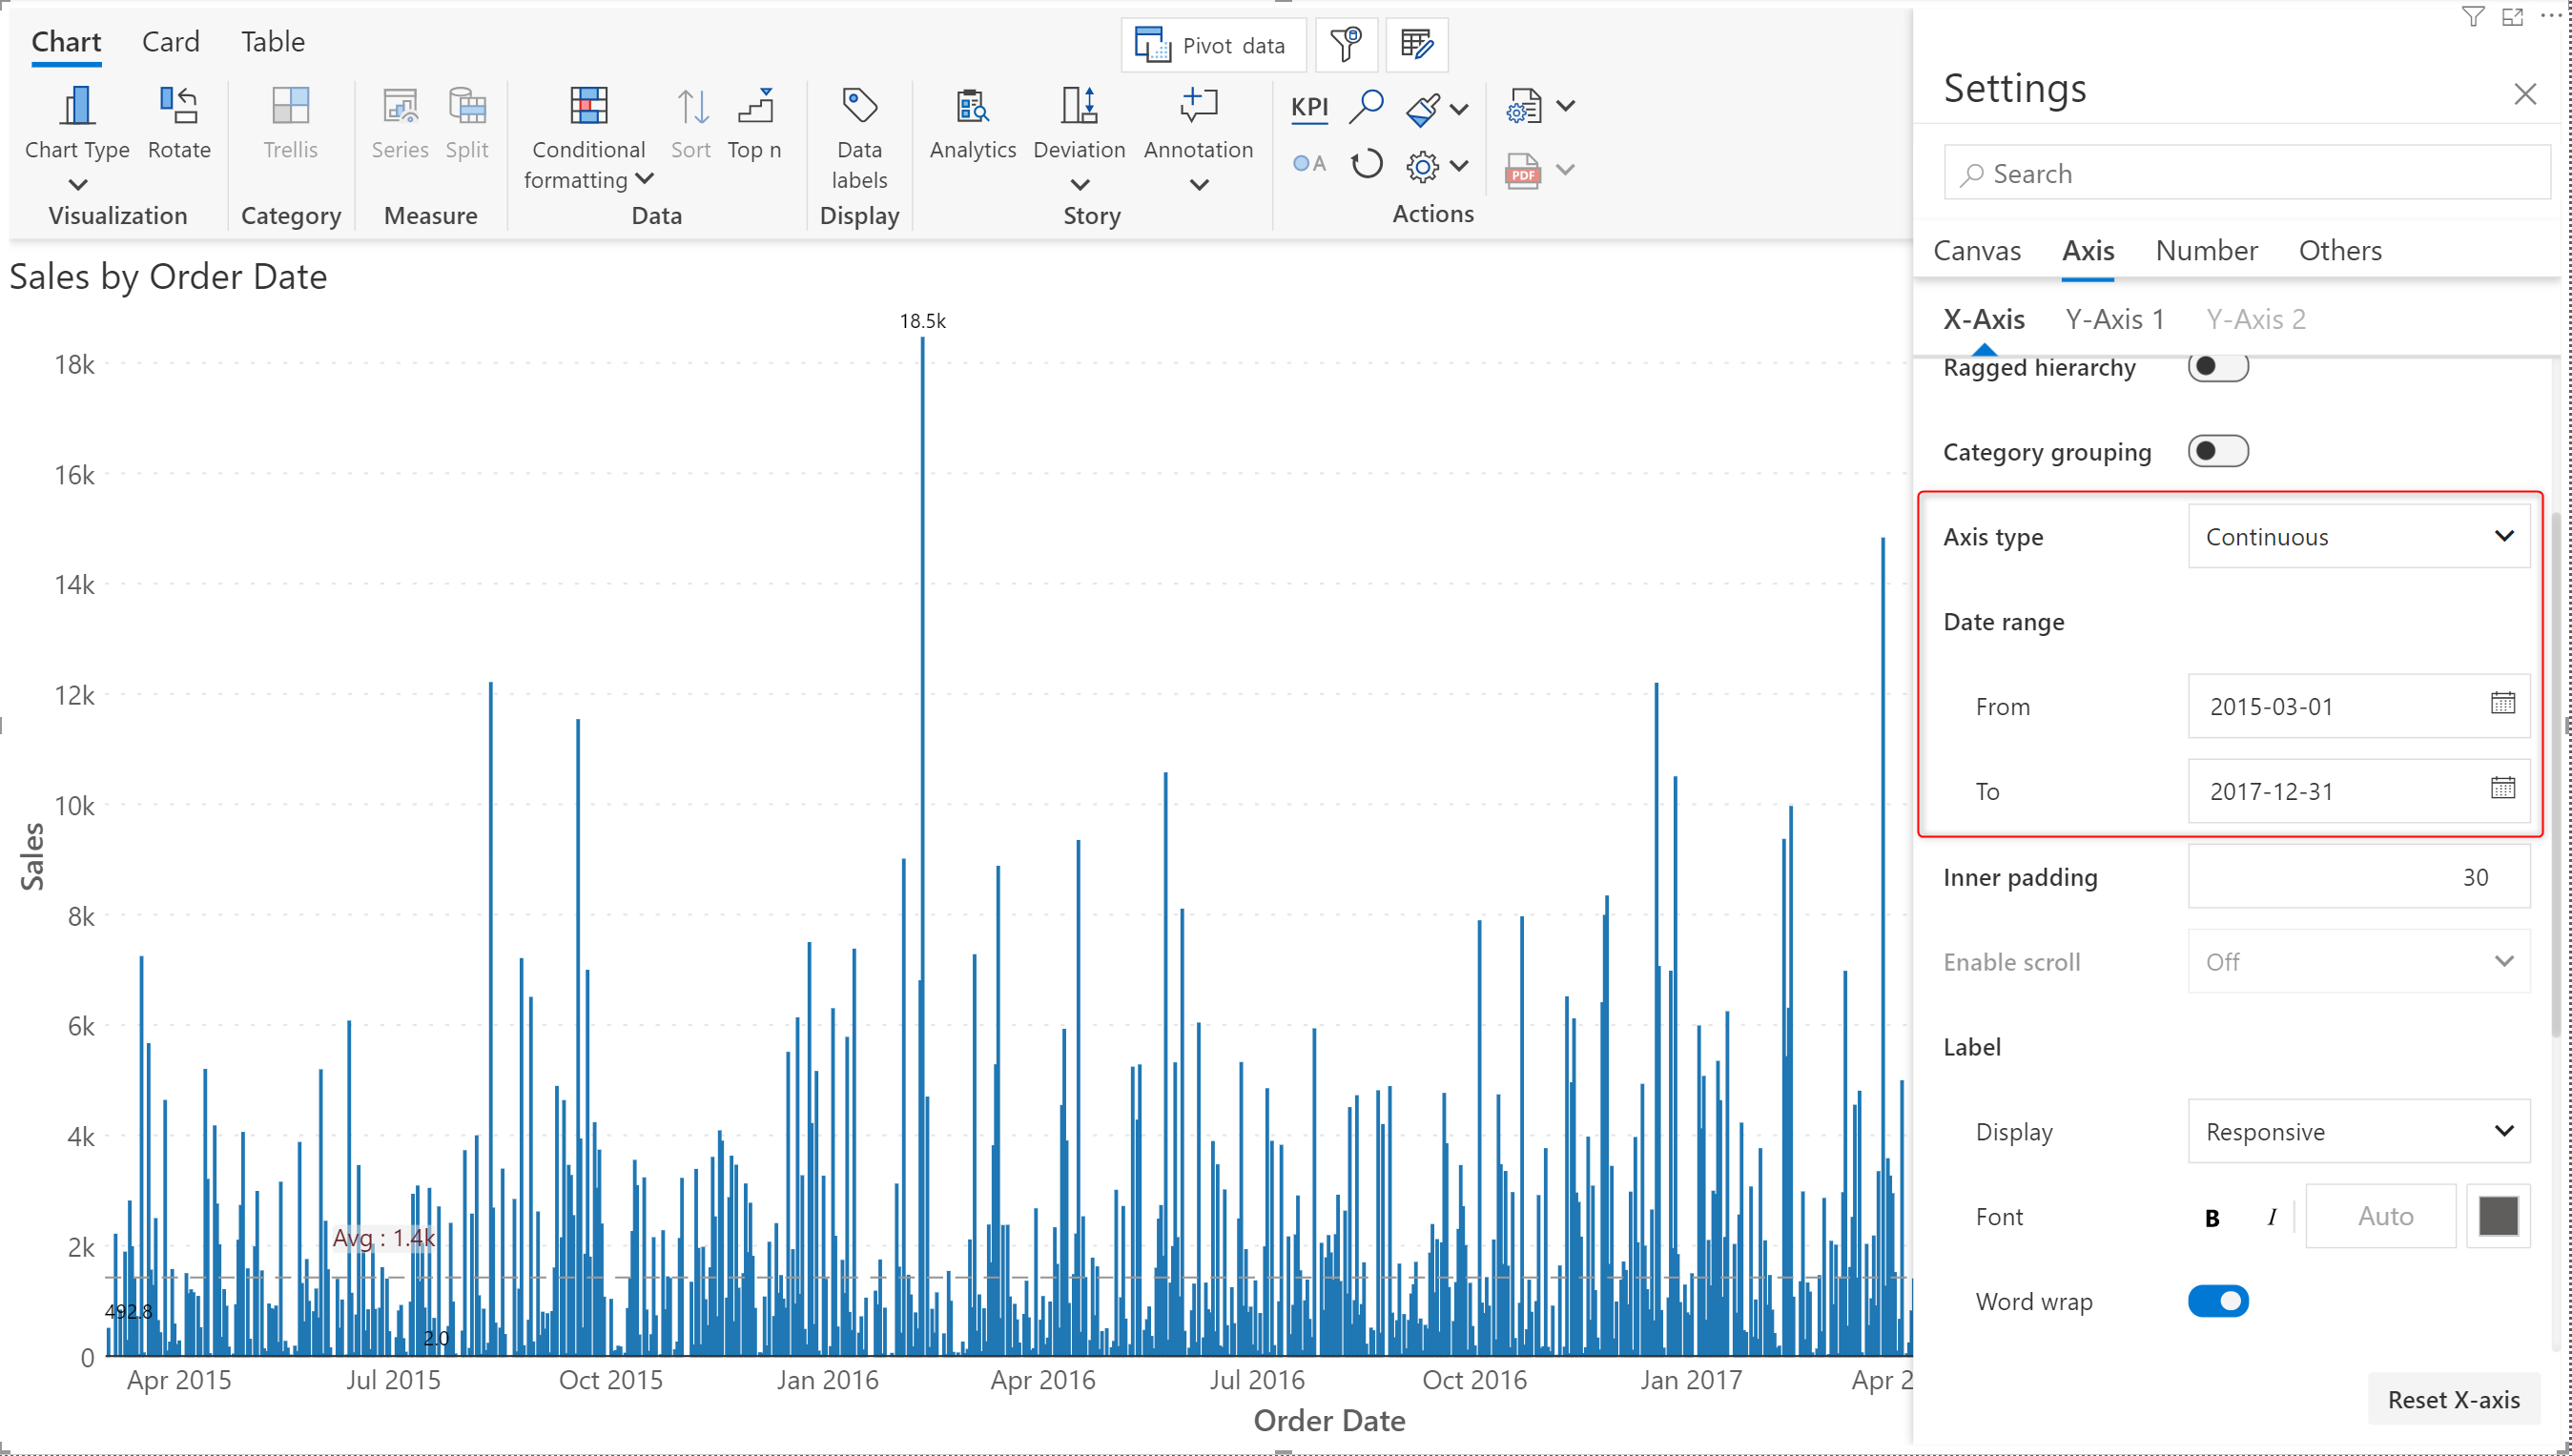 Chart Card Table
Pivot data
Chart Type Rotate
Visualization
Trellis
Category
Series Split
Measure
Conditional
formatting
Sort Top n
Data
Data
labels
Display
Analytics Deviation Annotation
Story
KPI
A
PDF
Actions
Sales by Order Date
18.5k
18k
16k
14k
12k
10k
8k
6k
4k
2k
0
Sales
Avg : 1.4k
492.8
2.0
Apr 2015 Jul 2015 Oct 2015 Jan 2016 Apr 2016 Jul 2016 Oct 2016 Jan 2017 Apr 2
Order Date
Settings
Search
Canvas Axis Number Others
X-Axis Y-Axis 1 Y-Axis 2
Ragged hierarchy
Category grouping
Axis type Continuous
Date range
From 2015-03-01
To 2017-12-31
Inner padding 30
Enable scroll Off
Label
Display Responsive
Font B I Auto
Word wrap
Reset X-axis